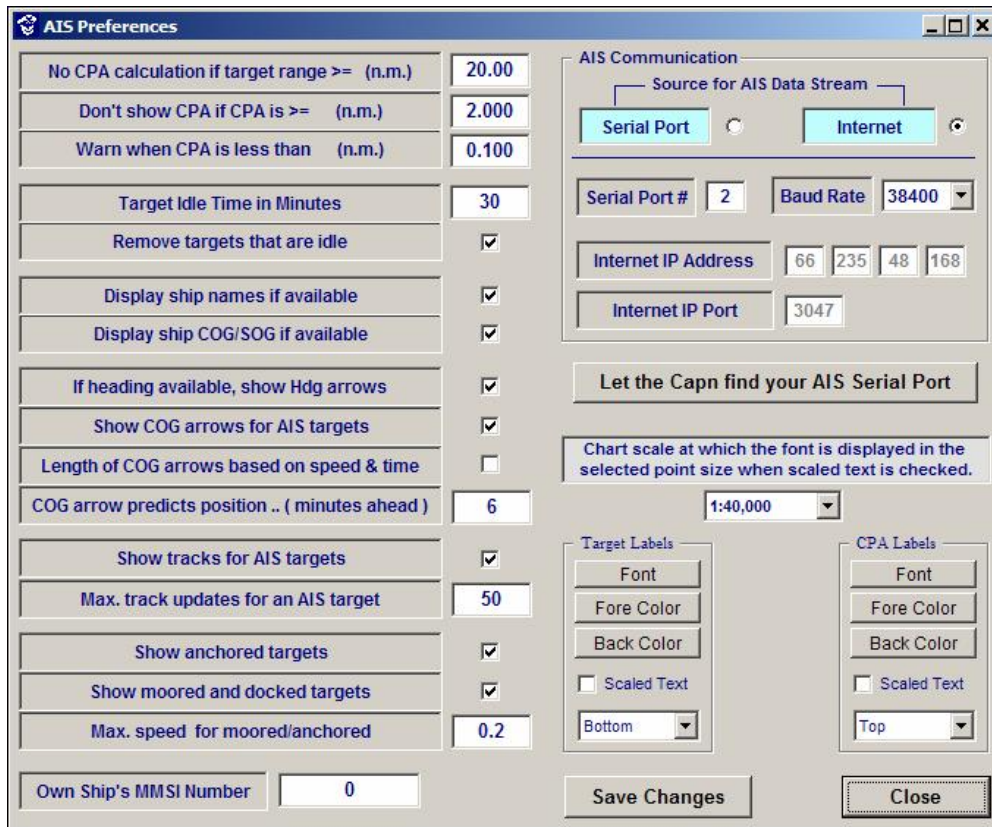 AIS Preferences
No CPA calculation if target range >= (n.m.) 20.00
Don't show CPA if CPA is >= (n.m.) 2.000
Warn when CPA is less than (n.m.) 0.100
Target Idle Time in Minutes 30
Remove targets that are idle
Display ship names if available
Display ship COG/SOG if available
If heading available, show Hdg arrows
Show COG arrows for AIS targets
Length of COG arrows based on speed & time
COG arrow predicts position .. ( minutes ahead ) 6
Show tracks for AIS targets
Max. track updates for an AIS target 50
Show anchored targets
Show moored and docked targets
Max. speed for moored/anchored 0.2
Own Ship's MMSI Number 0
AIS Communication
Source for AIS Data Stream
Serial Port Internet
Serial Port # 2 Baud Rate 38400
Internet IP Address 66 235 48 168
Internet IP Port 3047
Let the Capn find your AIS Serial Port
Chart scale at which the font is displayed in the
selected point size when scaled text is checked.
1:40,000
Target Labels
Font
Fore Color
Back Color
Scaled Text
Bottom
CPA Labels
Font
Fore Color
Back Color
Scaled Text
Top
Save Changes Close